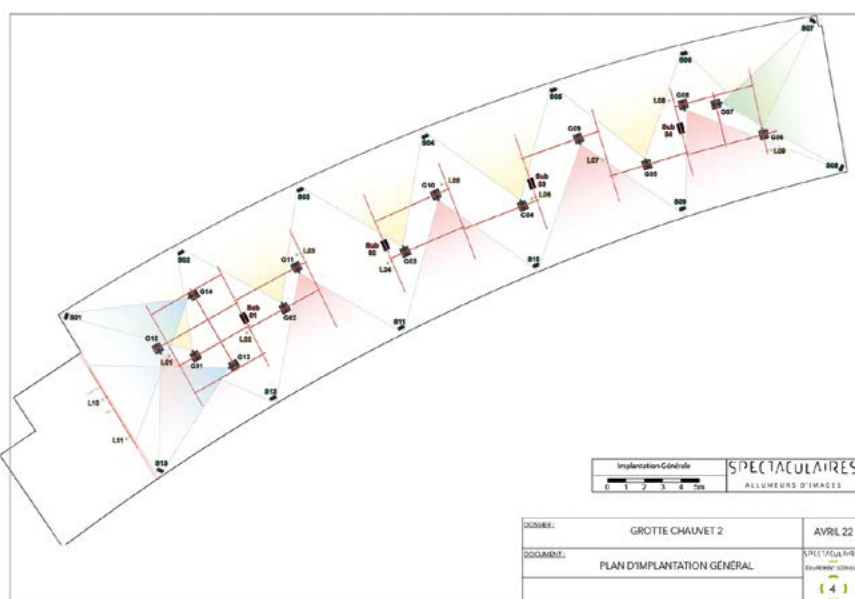 S07
S06
G08
L08
G07
S05
Sub
04
G06
L09
S04
G09
L07
G05
S08
Sub
03
L05
G10
L06
G04
S09
S03
Sub
02
G03
L04
S10
S02
G11
L03
G14
Sub
01
G02
S11
S01
G12
L02
L01
G01
G13
S12
L10
L11
S13
Implantation Générale
0 1 2 3 4 5m
SPECTACULAIRES
ALLUMEURS D'IMAGES
DOSSIER :
GROTTE CHAUVET 2
AVRIL 22
DOCUMENT :
PLAN D'IMPLANTATION GÉNÉRAL
SPECTACULAIRE
4